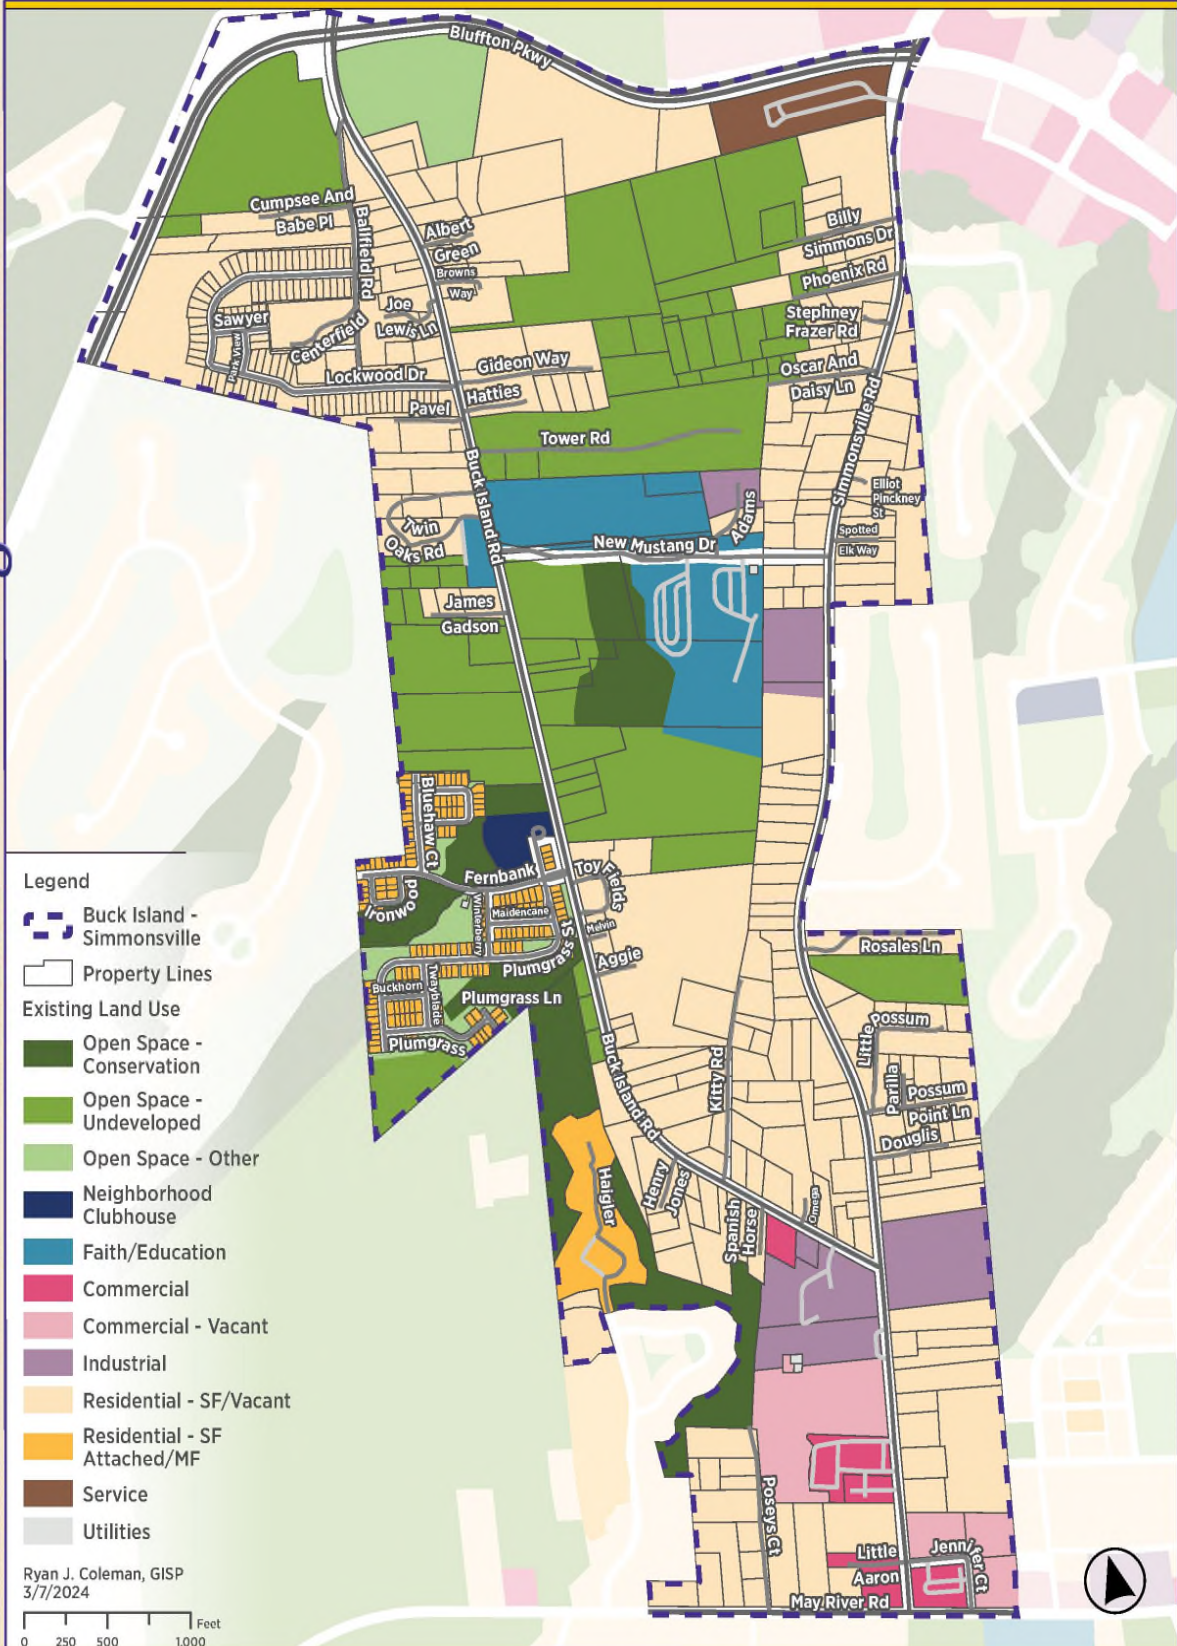 Bluffton Pkwy
Cumpsee And
Babe Pl
Ballfield Rd
Albert
Green
Browns
Way
Billy
Simmons Dr
Phoenix Rd
Stephney
Frazer Rd
Joe
Lewis Ln
Sawyer
Park View
Centerfield
Lockwood Dr
Gideon Way
Oscar And
Daisy Ln
Hatties
Pavel
Tower Rd
Simmonsville Rd
Buck Island Rd
Elliot
Pinckney
St
Twin
Oaks Rd
Adams
Spotted
Elk Way
New Mustang Dr
James
Gadson
Bluehaw Ct
Fernbank
Toy Fields
Ironwood
Winterberry
Maidencane
Melvin
Plumgrass St
Aggie
Rosales Ln
Buckhorn
Twayblade
Plumgrass Ln
Plumgrass
Little Possum
Buck Island Rd
Kitty Rd
Parilla
Possum
Point Ln
Douglis
Haigler
Henry
Jones
Spanish
Horse
Omega
Poseys Ct
Little
Aaron
Jennifer Ct
May River Rd
Legend
Buck Island -
Simmonsville
Property Lines
Existing Land Use
Open Space -
Conservation
Open Space -
Undeveloped
Open Space - Other
Neighborhood
Clubhouse
Faith/Education
Commercial
Commercial - Vacant
Industrial
Residential - SF/Vacant
Residential - SF
Attached/MF
Service
Utilities
Ryan J. Coleman, GISP
3/7/2024
Feet
0 250 500 1,000